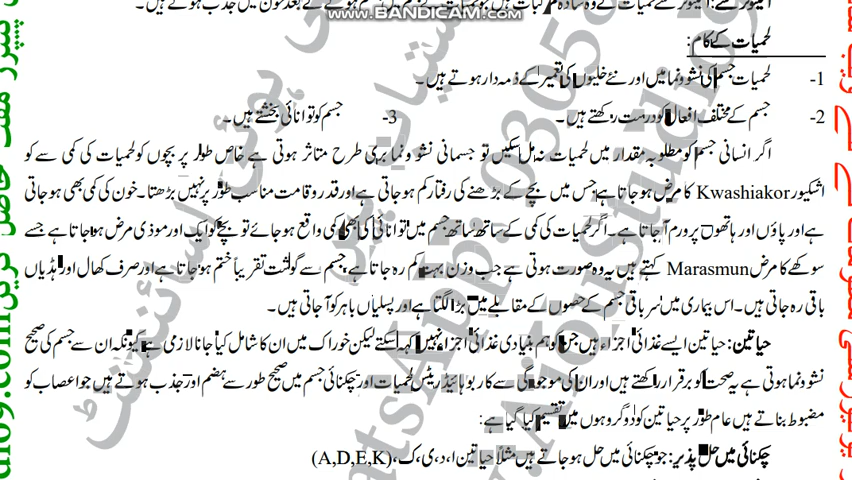 www.BANDICAM.com
لحمیات کے کام:
1- لحمیات جسم کی نشوونما میں اور نئے خلیوں کی تعمیر کے ذمہ دار ہوتے ہیں۔
2- جسم کے مختلف افعال کو درست رکھتے ہیں۔ 3- جسم کو توانائی بخشتے ہیں۔
اگر انسانی جسم کو مطلوبہ مقدار میں لحمیات نہ مل سکیں تو جسمانی نشوونما بری طرح متاثر ہوتی ہے خاص طور پر بچوں کو لحمیات کی کمی سے کو
اشکیور Kwashiakor کا مرض ہو جاتا ہے جس میں بچے کے بڑھنے کی رفتار کم ہو جاتی ہے اور قد و قامت مناسب طور پر نہیں بڑھتا۔ خون کی کمی بھی ہو جاتی
ہے اور پاؤں اور ہاتھوں پر ورم آ جاتا ہے۔ اگر لحمیات کی کمی کے ساتھ ساتھ جسم میں توانائی کی بھی کمی واقع ہو جائے تو بچے کو ایک اور موذی مرض ہو جاتا ہے جسے
سوکھے کا مرض Marasmun کہتے ہیں یہ وہ صورت ہوتی ہے جب وزن بہت کم رہ جاتا ہے، جسم سے گوشت تقریباً ختم ہو جاتا ہے اور صرف کھال اور ہڈیاں
باقی رہ جاتی ہیں۔ اس بیماری میں سر باقی جسم کے حصوں کے مقابلے میں بڑا لگتا ہے اور پسلیاں باہر کو آ جاتی ہیں۔
حیاتین: حیاتین ایسے غذائی اجزاء ہیں جن کو ہم بنیادی غذائی اجزاء نہیں کہہ سکتے لیکن خوراک میں ان کا شامل کیا جانا لازمی ہے کیونکہ ان سے جسم کی صحیح
نشوونما ہوتی ہے یہ صحت کو برقرار رکھتے ہیں اور ان کی موجودگی سے کاربوہائیڈریٹس لحمیات اور چکنائی جسم میں صحیح طور سے ہضم اور جذب ہوتے ہیں جو اعصاب کو
مضبوط بناتے ہیں عام طور پر حیاتین کو دو گروہوں میں تقسیم کیا گیا ہے:
چکنائی میں حل پذیر: جو چکنائی میں حل ہو جاتے ہیں مثلاً حیاتین ا، د، ی، ک، (A,D,E,K)